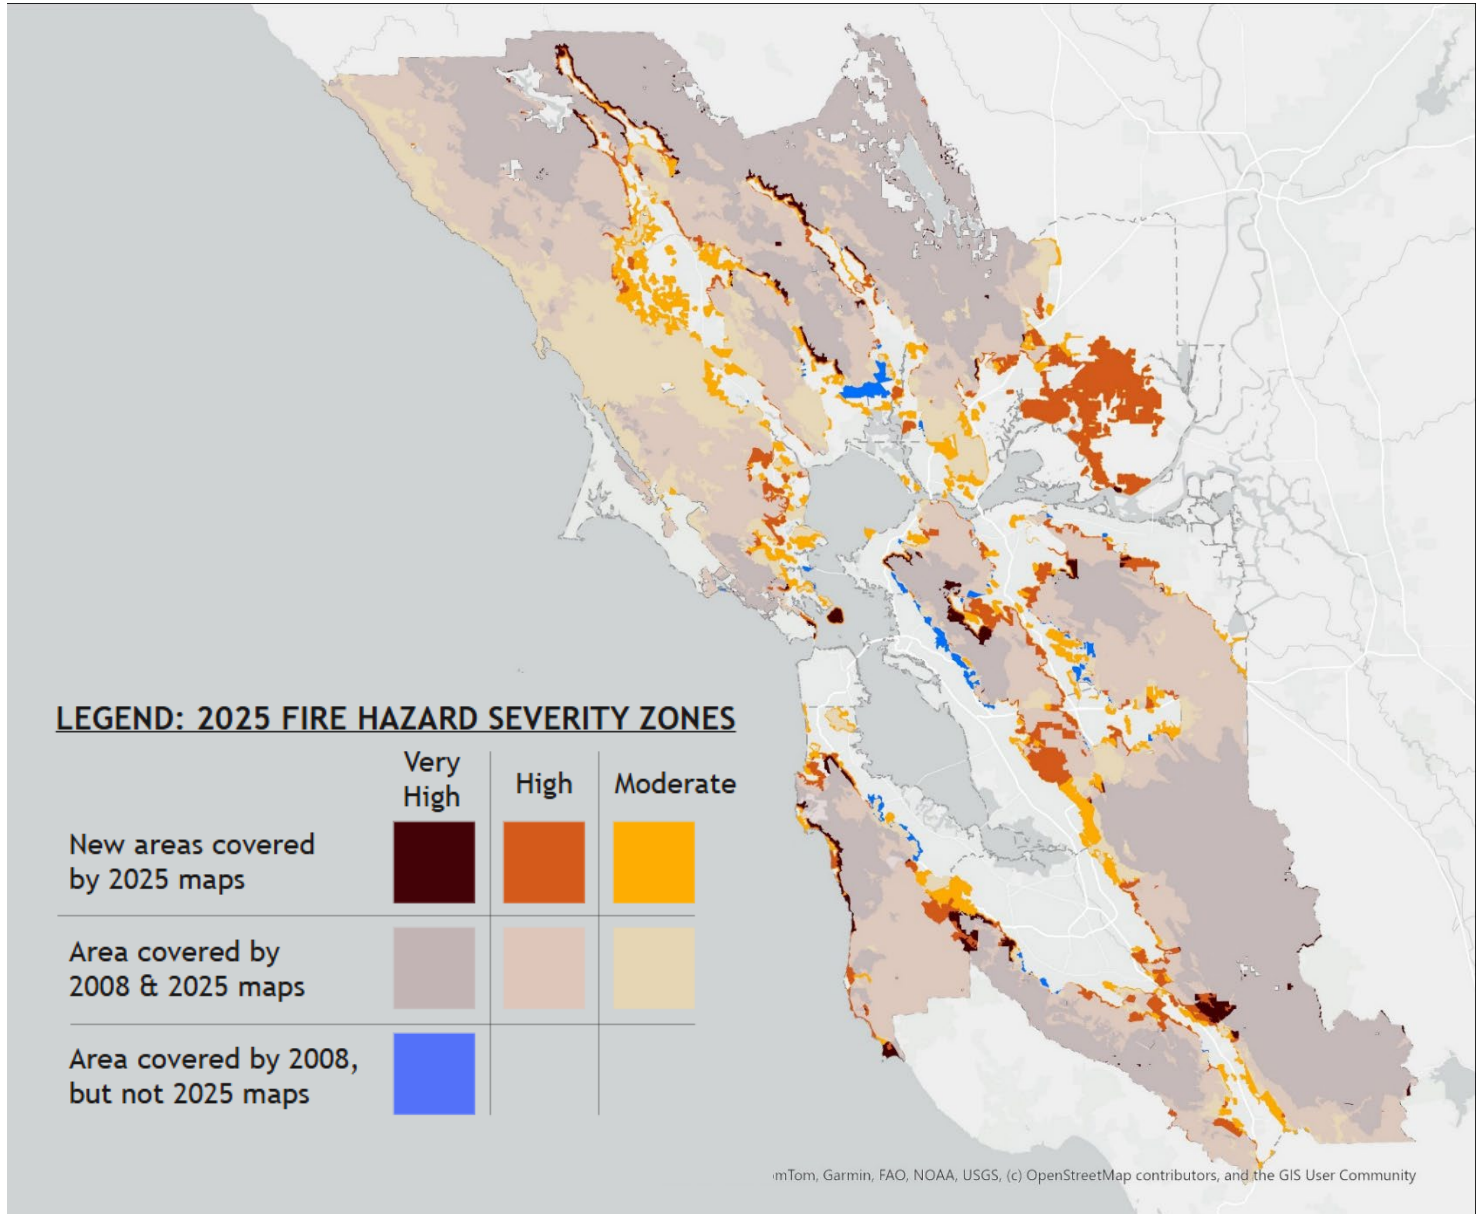 LEGEND: 2025 FIRE HAZARD SEVERITY ZONES
Very
High
High
Moderate
New areas covered
by 2025 maps
Area covered by
2008 & 2025 maps
Area covered by 2008,
but not 2025 maps
mTom, Garmin, FAO, NOAA, USGS, (c) OpenStreetMap contributors, and the GIS User Community